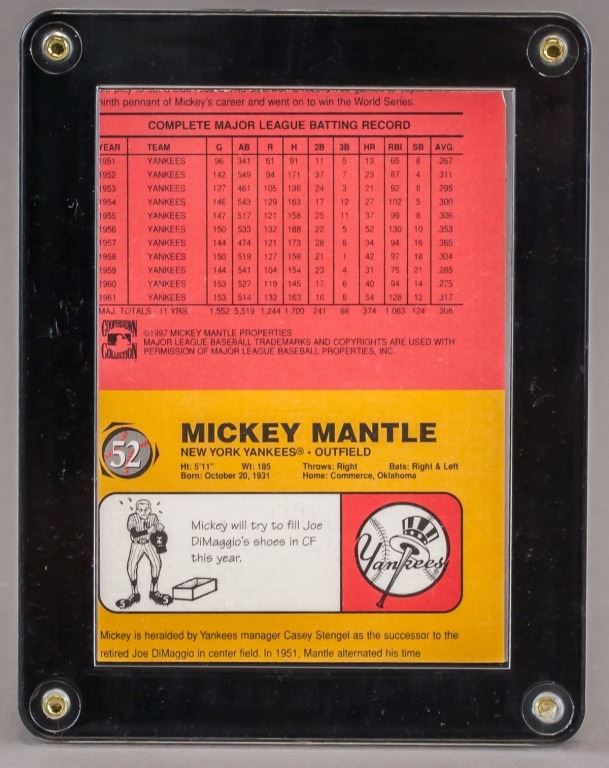 ninth pennant of Mickey's career and went on to win the World Series.
COMPLETE MAJOR LEAGUE BATTING RECORD
YEAR TEAM G AB R H 2B 3B HR RBI SB AVG.
1951 YANKEES 96 341 61 91 11 5 13 65 8 .267
1952 YANKEES 142 549 94 171 37 7 23 87 4 .311
1953 YANKEES 127 461 105 136 24 3 21 92 8 .295
1954 YANKEES 146 543 129 163 17 12 27 102 5 .300
1955 YANKEES 147 517 121 158 25 11 37 99 8 .306
1956 YANKEES 150 533 132 188 22 5 52 130 10 .353
1957 YANKEES 144 474 121 173 28 6 34 94 16 .365
1958 YANKEES 150 519 127 158 21 1 42 97 18 .304
1959 YANKEES 144 541 104 154 23 4 31 75 21 .285
1960 YANKEES 153 527 119 145 17 6 40 94 14 .275
1961 YANKEES 153 514 132 163 16 6 54 128 12 .317
MAJ. TOTALS - 11 YRS. 1,552 5,519 1,244 1,700 241 66 374 1,063 124 .308
COOPERSTOWN
COLLECTION
©1997 MICKEY MANTLE PROPERTIES
MAJOR LEAGUE BASEBALL TRADEMARKS AND COPYRIGHTS ARE USED WITH
PERMISSION OF MAJOR LEAGUE BASEBALL PROPERTIES, INC.
52
MICKEY MANTLE
NEW YORK YANKEES® • OUTFIELD
Ht: 5'11" Wt: 185 Throws: Right Bats: Right & Left
Born: October 20, 1931 Home: Commerce, Oklahoma
Mickey will try to fill Joe
DiMaggio's shoes in CF
this year.
5 5
Yankees
Mickey is heralded by Yankees manager Casey Stengel as the successor to the
retired Joe DiMaggio in center field. In 1951, Mantle alternated his time